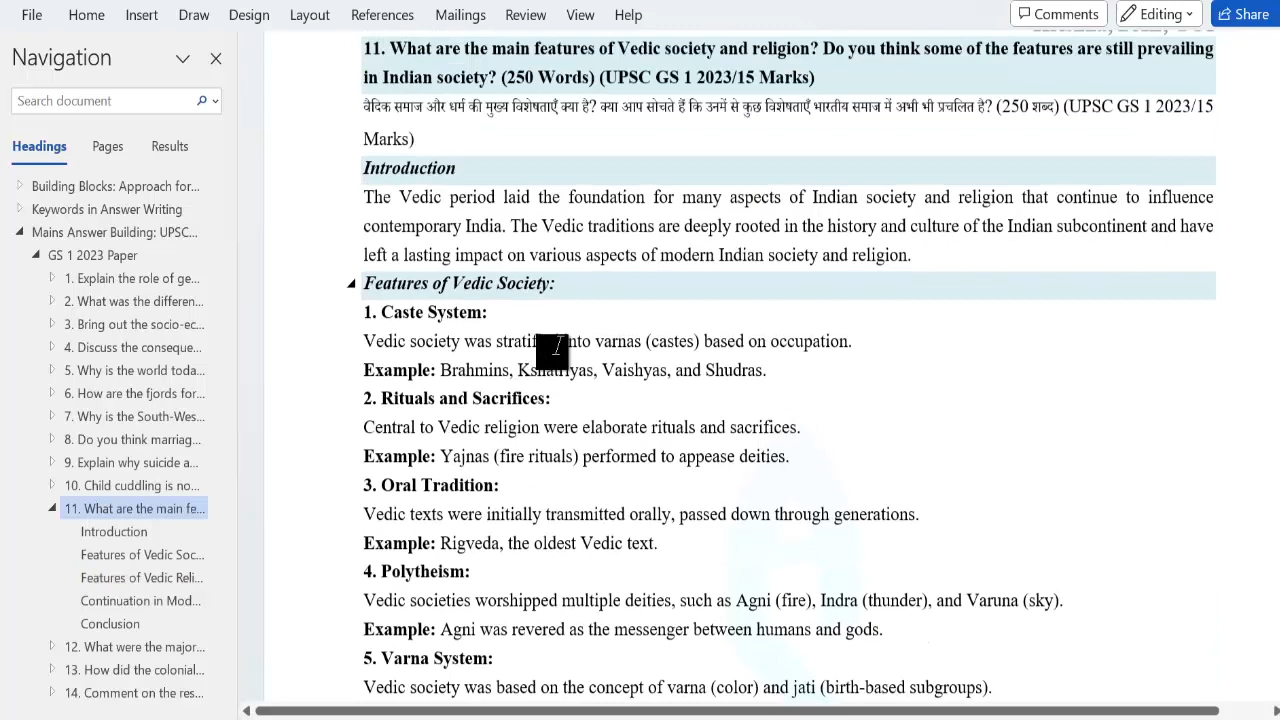 File Home Insert Draw Design Layout References Mailings Review View Help Comments Editing Share
Navigation
Search document
Headings Pages Results
Building Blocks: Approach for...
Keywords in Answer Writing
Mains Answer Building: UPSC...
GS 1 2023 Paper
1. Explain the role of ge...
2. What was the differen...
3. Bring out the socio-ec...
4. Discuss the conseque...
5. Why is the world toda...
6. How are the fjords for...
7. Why is the South-Wes...
8. Do you think marriag...
9. Explain why suicide a...
10. Child cuddling is no...
11. What are the main fe...
Introduction
Features of Vedic Soc...
Features of Vedic Reli...
Continuation in Mod...
Conclusion
12. What were the major...
13. How did the colonial...
14. Comment on the res...
11. What are the main features of Vedic society and religion? Do you think some of the features are still prevailing
in Indian society? (250 Words) (UPSC GS 1 2023/15 Marks)
वैदिक समाज और धर्म की मुख्य विशेषताएँ क्या है? क्या आप सोचते हैं कि उनमें से कुछ विशेषताएँ भारतीय समाज में अभी भी प्रचलित है? (250 शब्द) (UPSC GS 1 2023/15
Marks)
Introduction
The Vedic period laid the foundation for many aspects of Indian society and religion that continue to influence
contemporary India. The Vedic traditions are deeply rooted in the history and culture of the Indian subcontinent and have
left a lasting impact on various aspects of modern Indian society and religion.
Features of Vedic Society:
1. Caste System:
Vedic society was into varnas (castes) based on occupation.
Example: Brahmins, Kshatriyas, Vaishyas, and Shudras.
2. Rituals and Sacrifices:
Central to Vedic religion were elaborate rituals and sacrifices.
Example: Yajnas (fire rituals) performed to appease deities.
3. Oral Tradition:
Vedic texts were initially transmitted orally, passed down through generations.
Example: Rigveda, the oldest Vedic text.
4. Polytheism:
Vedic societies worshipped multiple deities, such as Agni (fire), Indra (thunder), and Varuna (sky).
Example: Agni was revered as the messenger between humans and gods.
5. Varna System:
Vedic society was based on the concept of varna (color) and jati (birth-based subgroups).